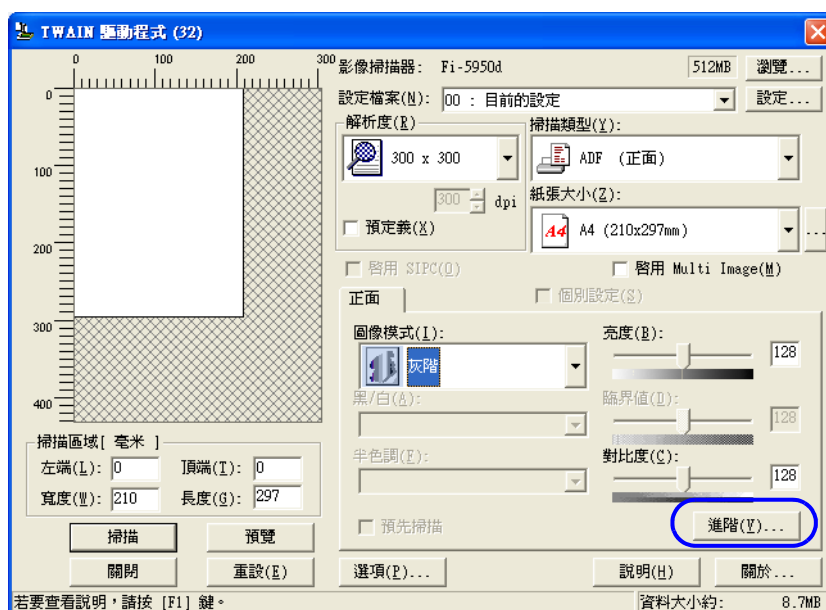 TWAIN 驅動程式 (32)
0 100 200 300
0
100
200
300
400
影像掃描器: Fi-5950d 512MB 瀏覽...
設定檔案(N): 00 : 目前的設定 設定...
解析度(R)
300 x 300
300 dpi
預定義(X)
掃描類型(Y):
ADF (正面)
紙張大小(Z):
A4 A4 (210x297mm) ...
啓用 SIPC(O) 啓用 Multi Image(M)
正面 個別設定(S)
圖像模式(I):
灰階
黑/白(A):
半色調(F):
預先掃描
亮度(B):
128
臨界值(D):
128
對比度(C):
128
進階(V)...
掃描區域[ 毫米 ]
左端(L): 0 頂端(T): 0
寬度(W): 210 長度(g): 297
掃描 預覽
關閉 重設(E) 選項(P)... 說明(H) 關於...
若要查看說明，請按 [F1] 鍵。 資料大小約: 8.7MB